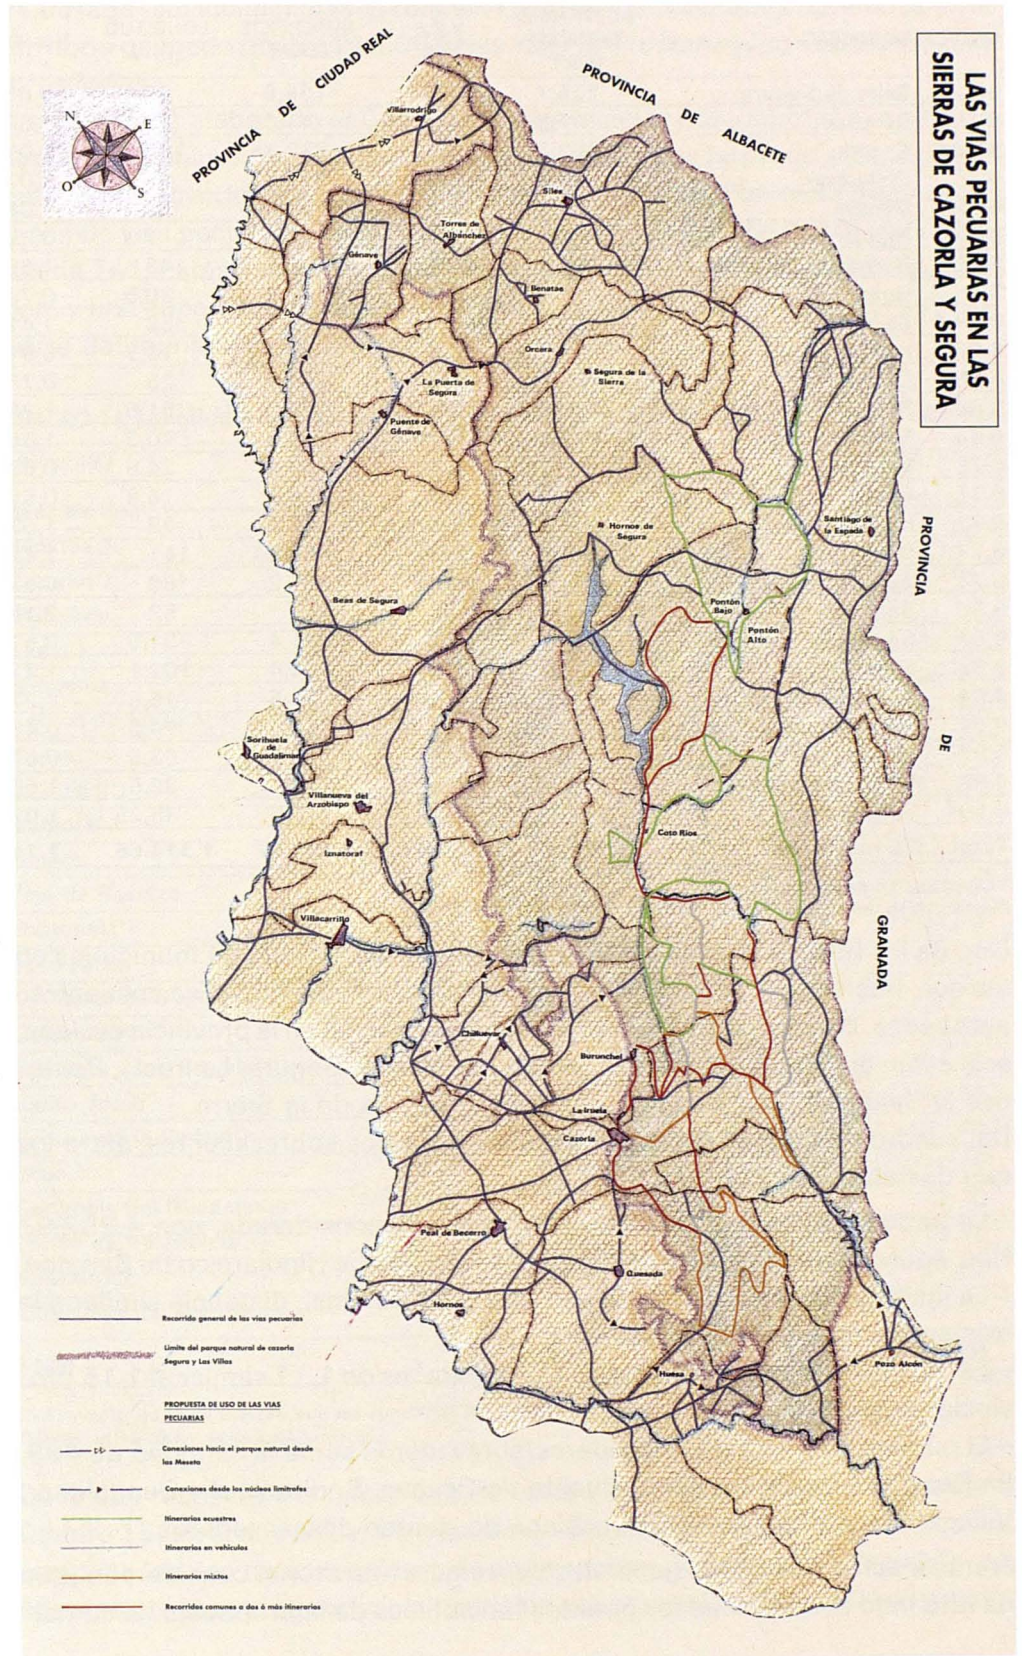 LAS VIAS PECUARIAS EN LAS
SIERRAS DE CAZORLA Y SEGURA
PROVINCIA DE CIUDAD REAL
PROVINCIA DE ALBACETE
N
E
O
S
Villarrodrigo
Siles
Torres de
Albánchez
Génave
Benatae
Orcera
La Puerta de
Segura
Segura de la
Sierra
Puente de
Génave
Santiago de
la Espada
PROVINCIA DE GRANADA
Hornos de
Segura
Beas de Segura
Pontón
Bajo
Pontón
Alto
Sorihuela
de
Guadalimar
Villanueva del
Arzobispo
Coto Ríos
Iznatoraf
Villacarrillo
Chilluevar
Burunchel
La Iruela
Cazorla
Peal de Becerro
Quesada
Hornos
Pozo Alcón
Huesa
Recorrido general de las vias pecuarias
Limite del parque natural de cazorla
Segura y Las Villas
PROPUESTA DE USO DE LAS VIAS
PECUARIAS
Conexiones hacia el parque natural desde
las Meseta
Conexiones desde los núcleos limítrofes
Itinerarios ecuestres
Itinerarios en vehículos
Itinerarios mixtos
Recorridos comunes a dos ó más itinerarios